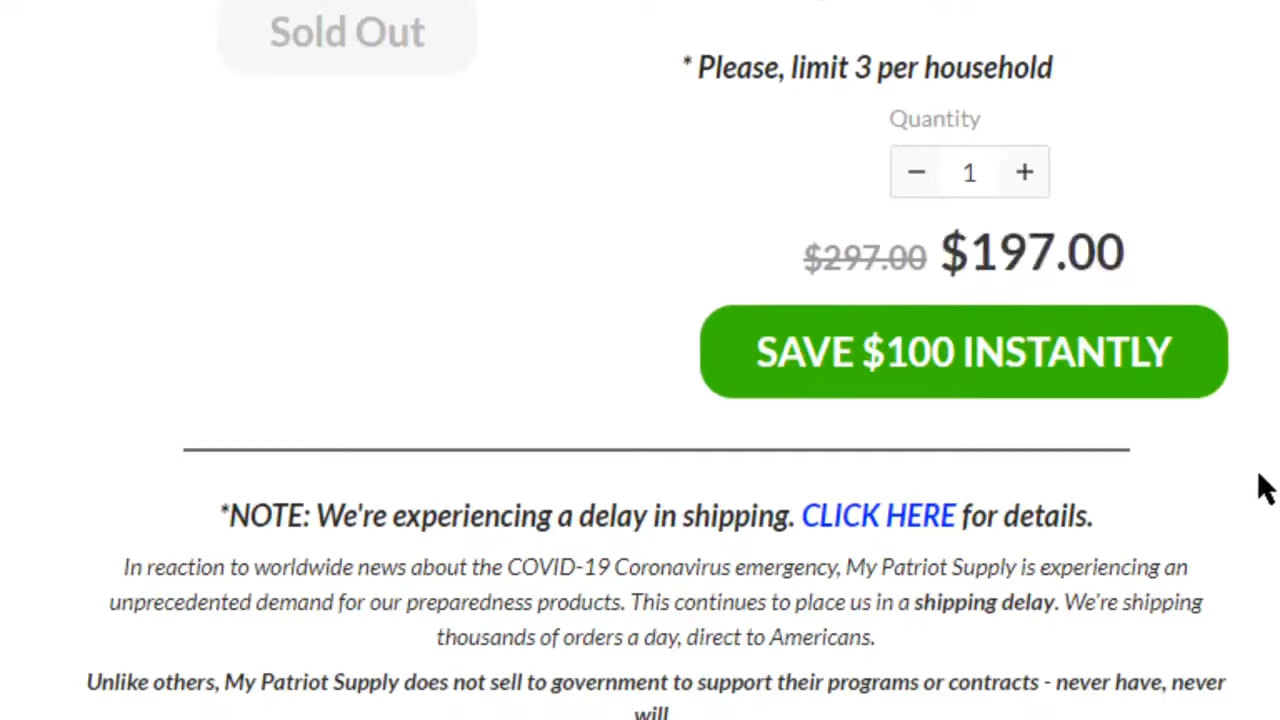 Sold Out
* Please, limit 3 per household
Quantity
− 1 +
$297.00 $197.00
SAVE $100 INSTANTLY
*NOTE: We're experiencing a delay in shipping. CLICK HERE for details.
In reaction to worldwide news about the COVID-19 Coronavirus emergency, My Patriot Supply is experiencing an
unprecedented demand for our preparedness products. This continues to place us in a shipping delay. We're shipping
thousands of orders a day, direct to Americans.
Unlike others, My Patriot Supply does not sell to government to support their programs or contracts - never have, never
will